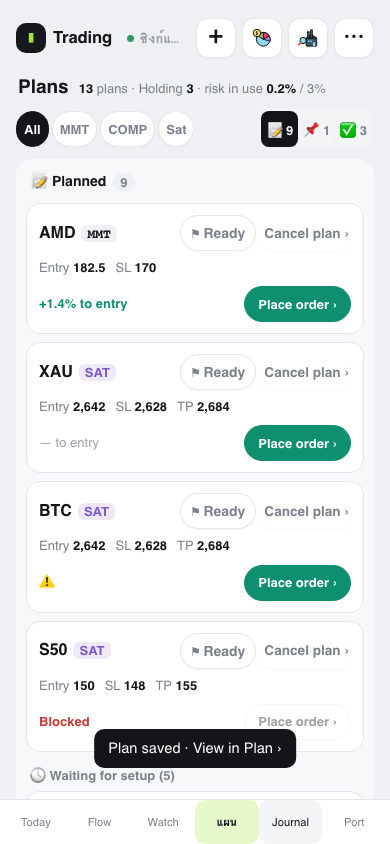 Trading ซิงก์แ...
Plans 13 plans · Holding 3 · risk in use 0.2% / 3%
All MMT COMP Sat 📝 9 📌 1 ✅ 3
📝 Planned 9
AMD MMT ⚑ Ready Cancel plan ›
Entry 182.5 SL 170
+1.4% to entry Place order ›
XAU SAT ⚑ Ready Cancel plan ›
Entry 2,642 SL 2,628 TP 2,684
— to entry Place order ›
BTC SAT ⚑ Ready Cancel plan ›
Entry 2,642 SL 2,628 TP 2,684
⚠️ Place order ›
S50 SAT ⚑ Ready Cancel plan ›
Entry 150 SL 148 TP 155
Blocked Place order ›
Plan saved · View in Plan ›
🕓 Waiting for setup (5)
Today Flow Watch แผน Journal Port